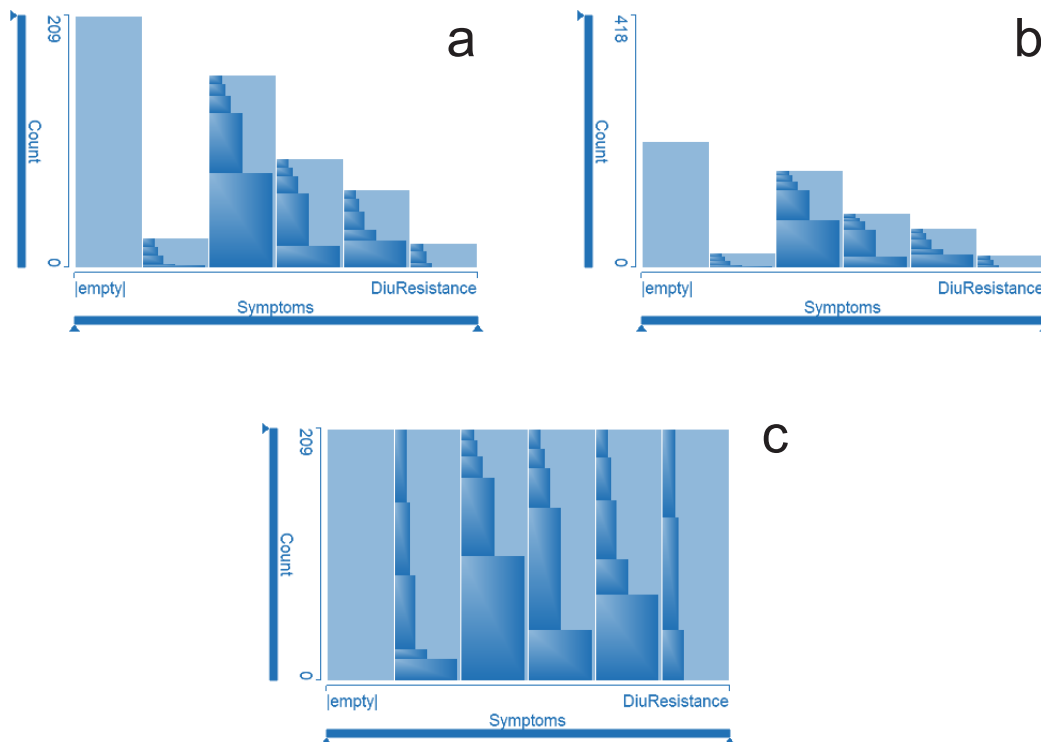 a
209
Count
0
|empty| DiuResistance
Symptoms
b
418
Count
0
|empty| DiuResistance
Symptoms
c
209
Count
0
|empty| DiuResistance
Symptoms